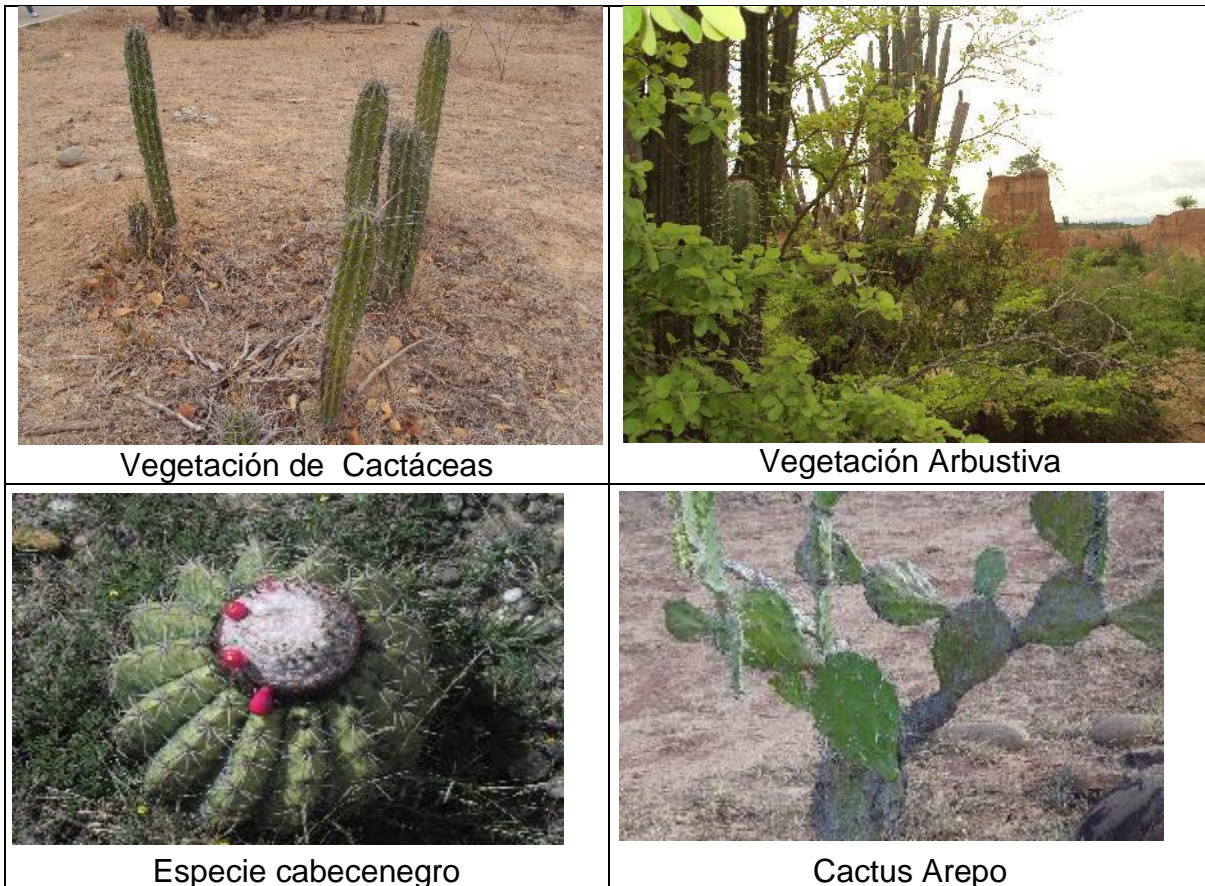 Vegetación de Cactáceas
Vegetación Arbustiva
Especie cabecenegro
Cactus Arepo